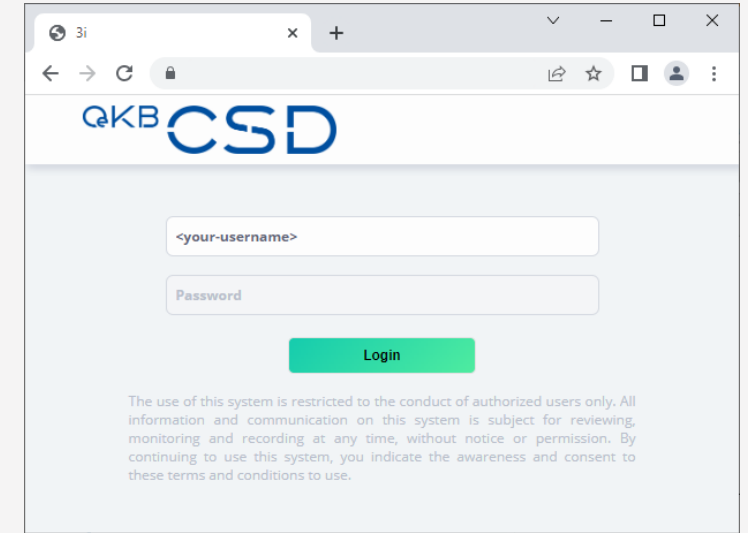 3i
OeKB CSD
<your-username>
Password
Login
The use of this system is restricted to the conduct of authorized users only. All
information and communication on this system is subject for reviewing,
monitoring and recording at any time, without notice or permission. By
continuing to use this system, you indicate the awareness and consent to
these terms and conditions to use.